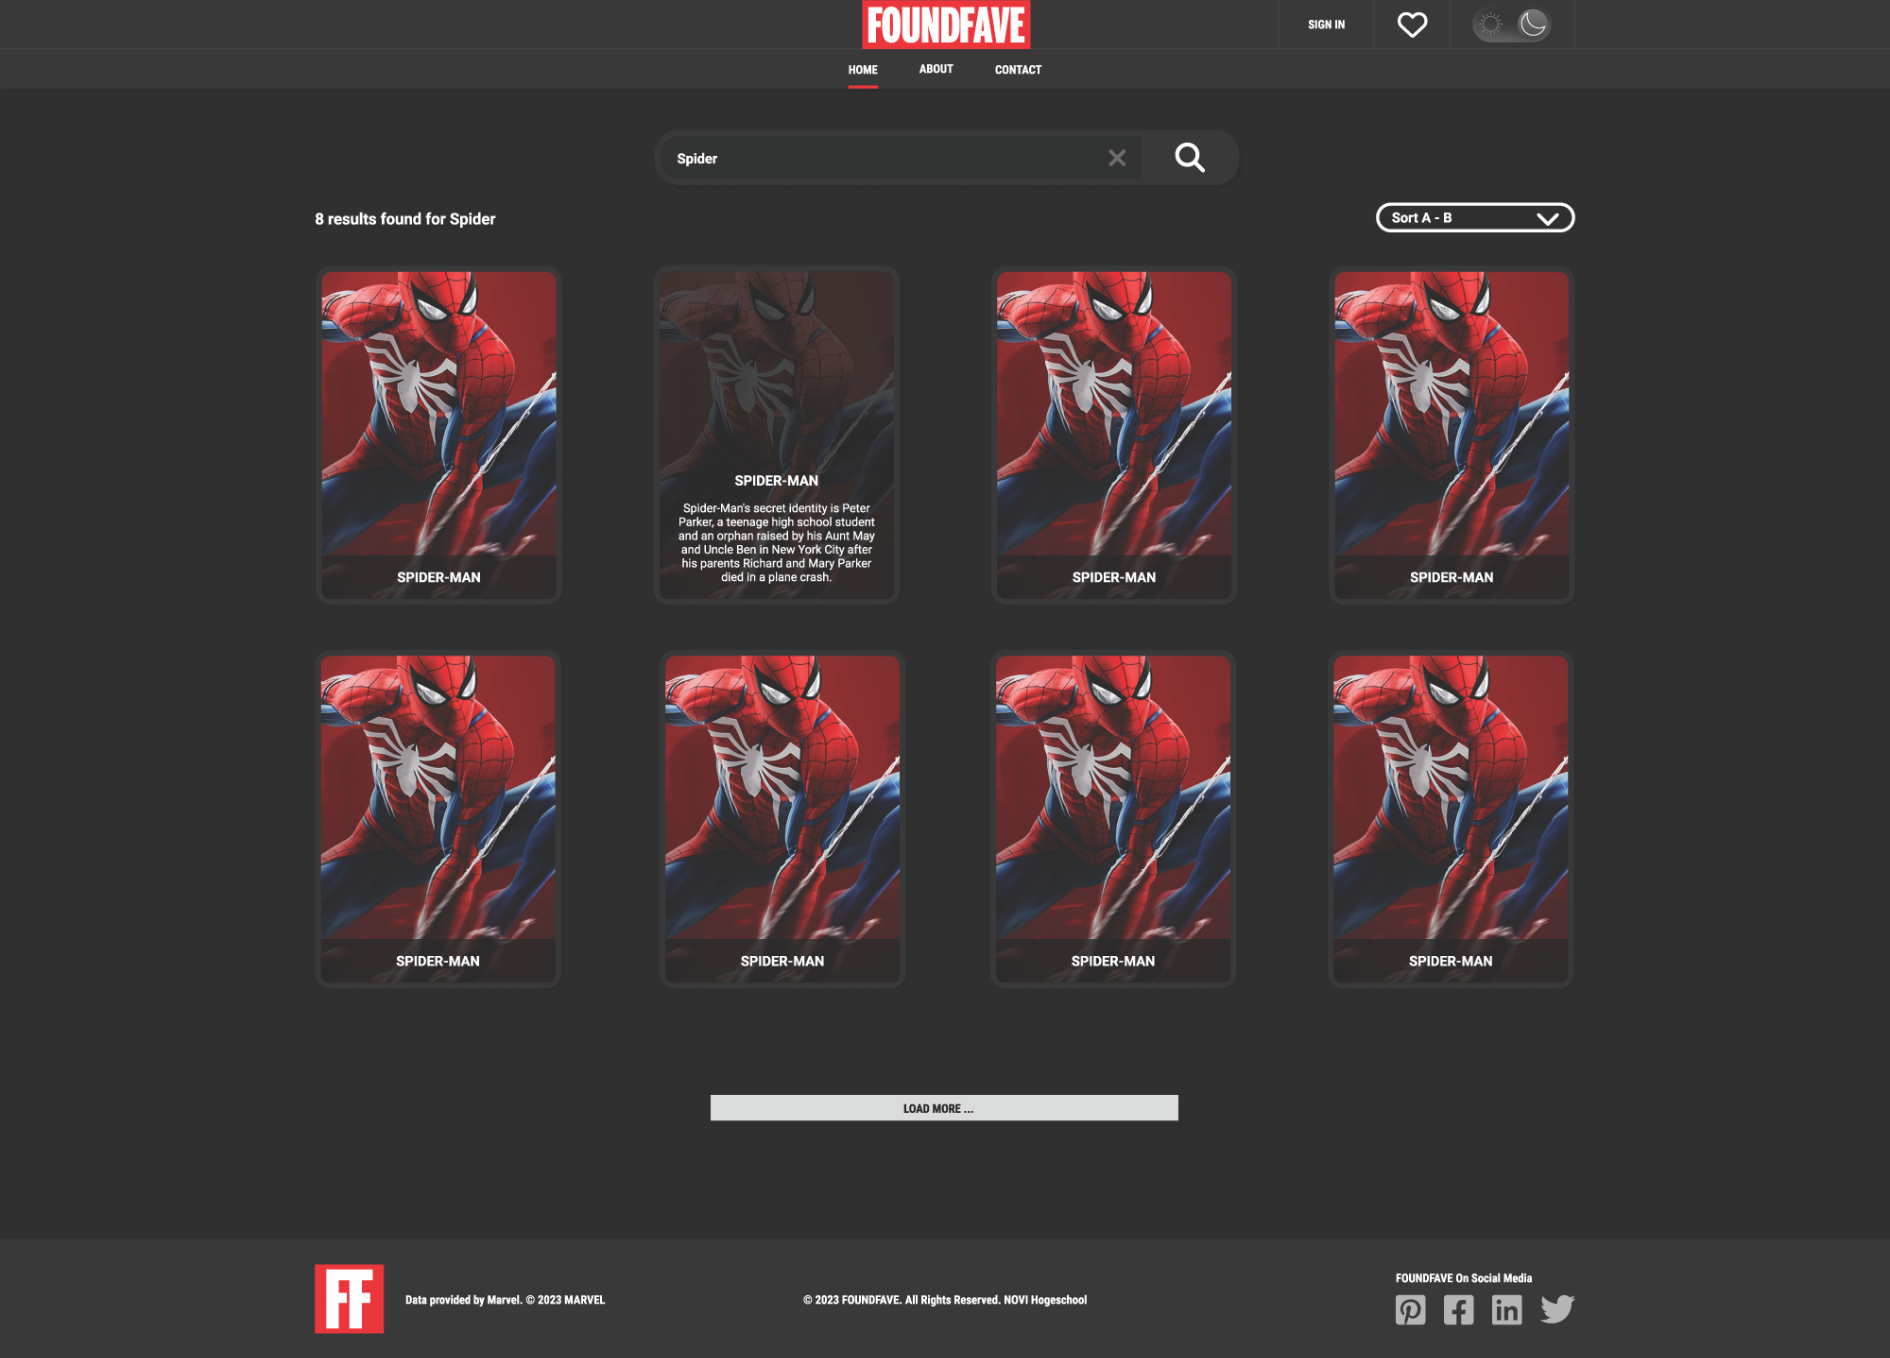 FOUNDFAVE
SIGN IN
HOME
ABOUT
CONTACT
Spider
8 results found for Spider
Sort A - B
SPIDER-MAN
SPIDER-MAN
Spider-Man's secret identity is Peter
Parker, a teenage high school student
and an orphan raised by his Aunt May
and Uncle Ben in New York City after
his parents Richard and Mary Parker
died in a plane crash.
SPIDER-MAN
SPIDER-MAN
SPIDER-MAN
SPIDER-MAN
SPIDER-MAN
SPIDER-MAN
LOAD MORE ...
FF
Data provided by Marvel. © 2023 MARVEL
© 2023 FOUNDFAVE. All Rights Reserved. NOVI Hogeschool
FOUNDFAVE On Social Media